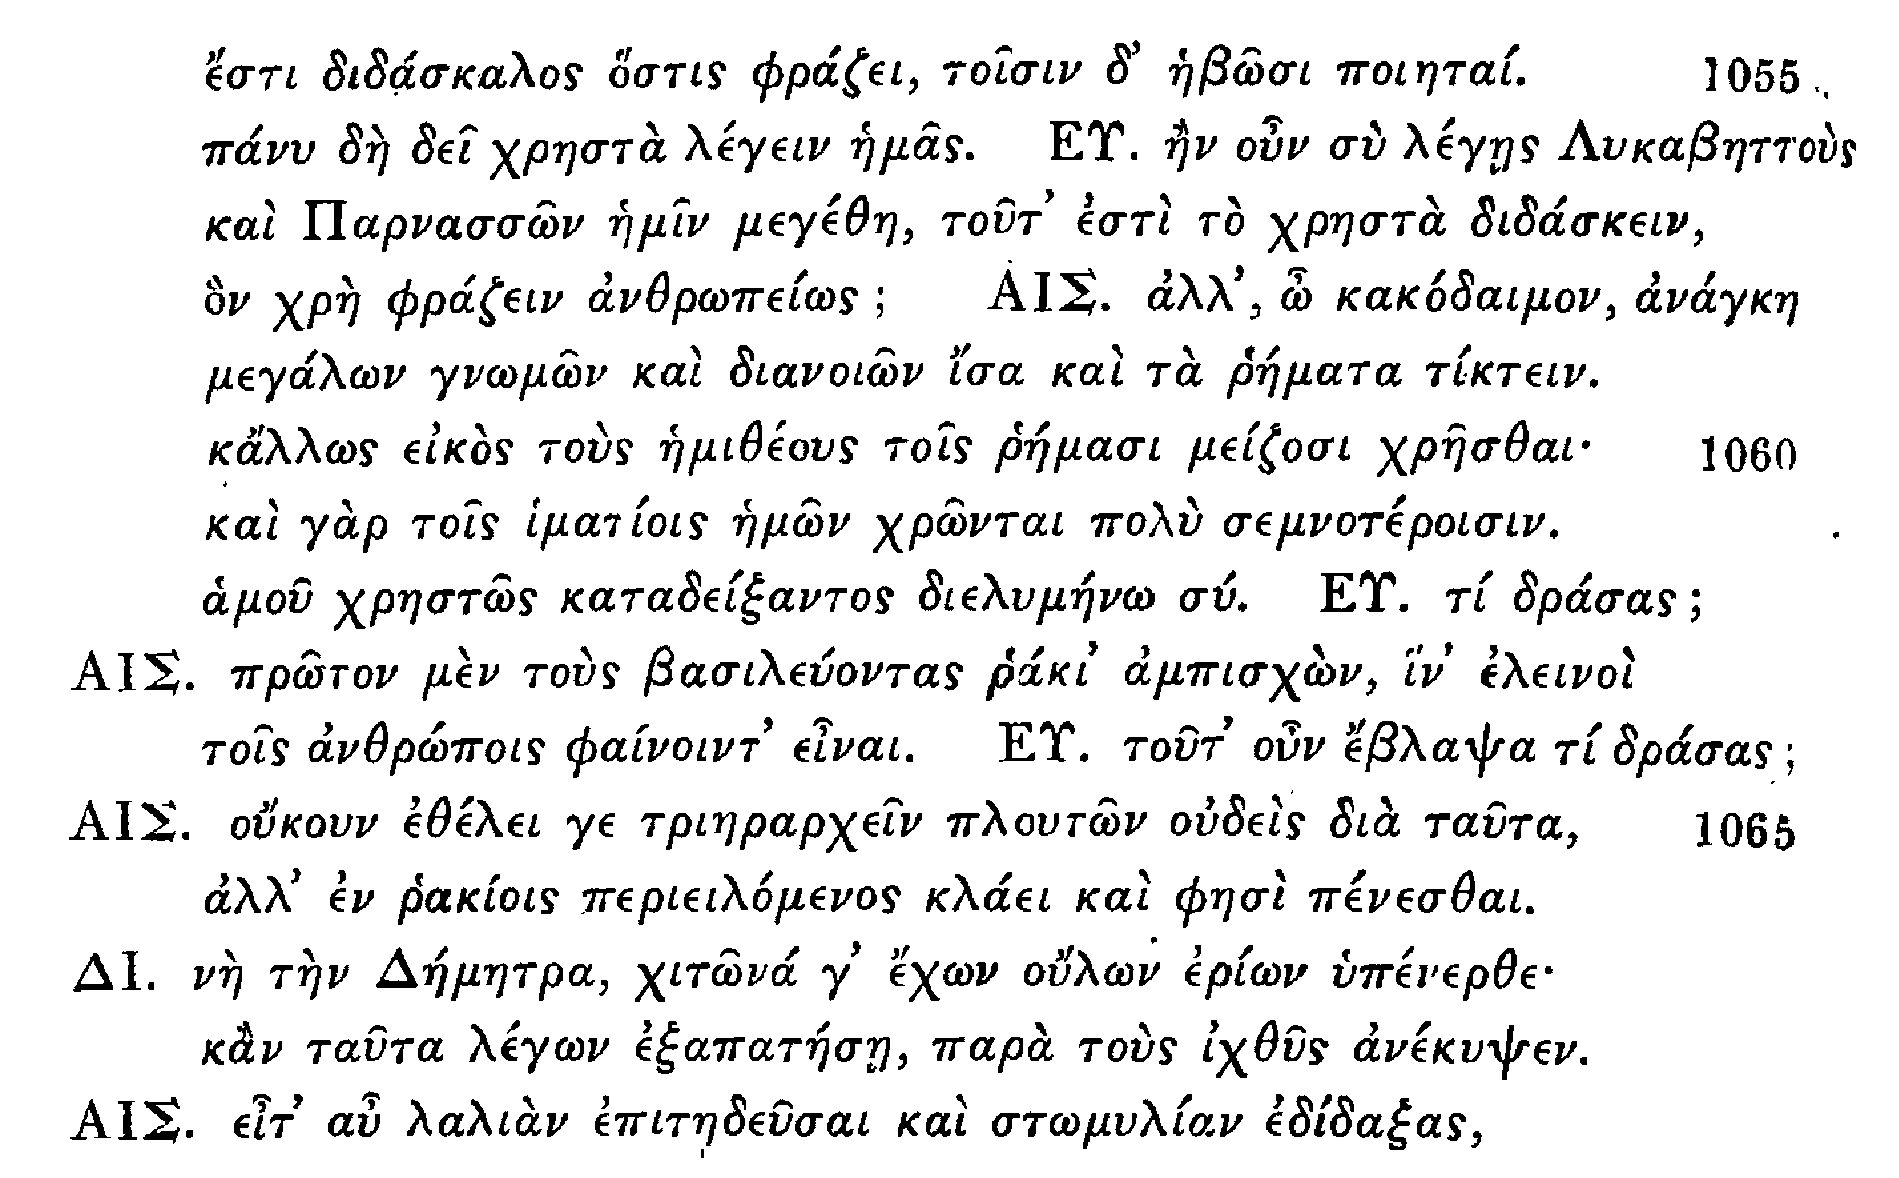 ἔστι διδάσκαλος ὅστις φράζει, τοῖσιν δ’ ἡβῶσι ποιηταί. 1055
πάνυ δὴ δεῖ χρηστὰ λέγειν ἡμᾶς. ΕΥ. ἢν οὖν σὺ λέγῃς Λυκαβηττοὺς
καὶ Παρνασσῶν ἡμῖν μεγέθη, τοῦτ’ ἐστὶ τὸ χρηστὰ διδάσκειν,
ὃν χρὴ φράζειν ἀνθρωπείως; ΑΙΣ. ἀλλ’, ὦ κακόδαιμον, ἀνάγκη
μεγάλων γνωμῶν καὶ διανοιῶν ἴσα καὶ τὰ ῥήματα τίκτειν.
κἄλλως εἰκὸς τοὺς ἡμιθέους τοῖς ῥήμασι μείζοσι χρῆσθαι· 1060
καὶ γὰρ τοῖς ἱματίοις ἡμῶν χρῶνται πολὺ σεμνοτέροισιν.
ἁμοῦ χρηστῶς καταδείξαντος διελυμήνω σύ. ΕΥ. τί δράσας;
ΑΙΣ. πρῶτον μὲν τοὺς βασιλεύοντας ῥάκι’ ἀμπισχὼν, ἵν’ ἐλεινοὶ
τοῖς ἀνθρώποις φαίνοιντ’ εἶναι. ΕΥ. τοῦτ’ οὖν ἔβλαψα τί δράσας;
ΑΙΣ. οὔκουν ἐθέλει γε τριηραρχεῖν πλουτῶν οὐδεὶς διὰ ταῦτα, 1065
ἀλλ’ ἐν ῥακίοις περιειλόμενος κλάει καὶ φησὶ πένεσθαι.
ΔΙ. νὴ τὴν Δήμητρα, χιτῶνά γ’ ἔχων οὔλων ἐρίων ὑπένερθε·
κἂν ταῦτα λέγων ἐξαπατήσῃ, παρὰ τοὺς ἰχθῦς ἀνέκυψεν.
ΑΙΣ. εἶτ’ αὖ λαλιὰν ἐπιτηδεῦσαι καὶ στωμυλίαν ἐδίδαξας,